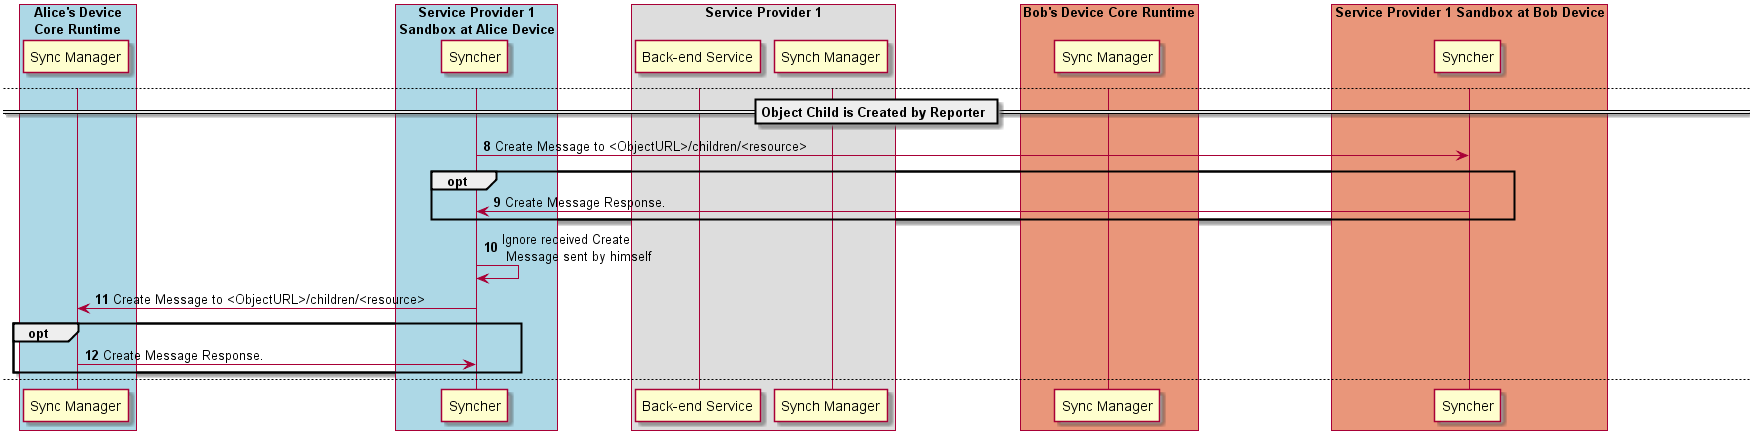 Alice's Device
Core Runtime
Service Provider 1
Sandbox at Alice Device
Service Provider 1
Bob's Device Core Runtime
Service Provider 1 Sandbox at Bob Device
Sync Manager
Syncher
Back-end Service
Synch Manager
Sync Manager
Syncher
Object Child is Created by Reporter
8 Create Message to <ObjectURL>/children/<resource>
opt
9 Create Message Response.
10 Ignore received Create
Message sent by himself
11 Create Message to <ObjectURL>/children/<resource>
opt
12 Create Message Response.
Sync Manager
Syncher
Back-end Service
Synch Manager
Sync Manager
Syncher